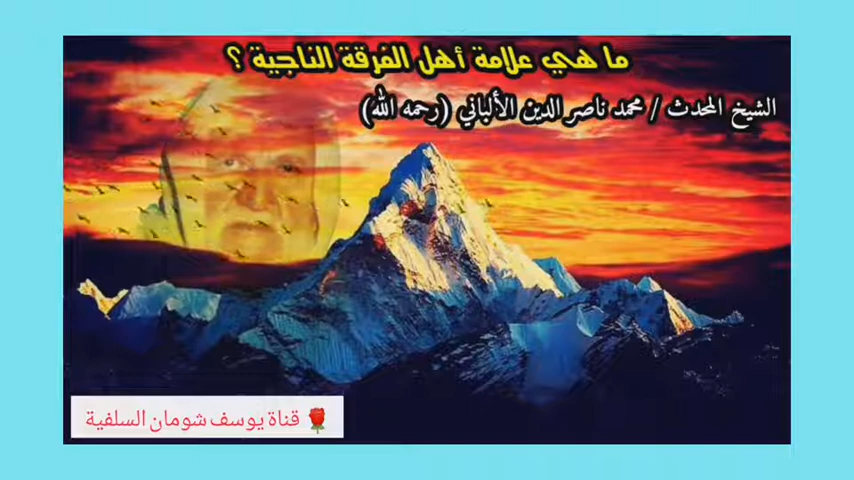 ما هي علامة أهل الفرقة الناجية ؟
الشيخ المحدث / محمد ناصر الدين الألباني (رحمه الله)
قناة يوسف شومان السلفية